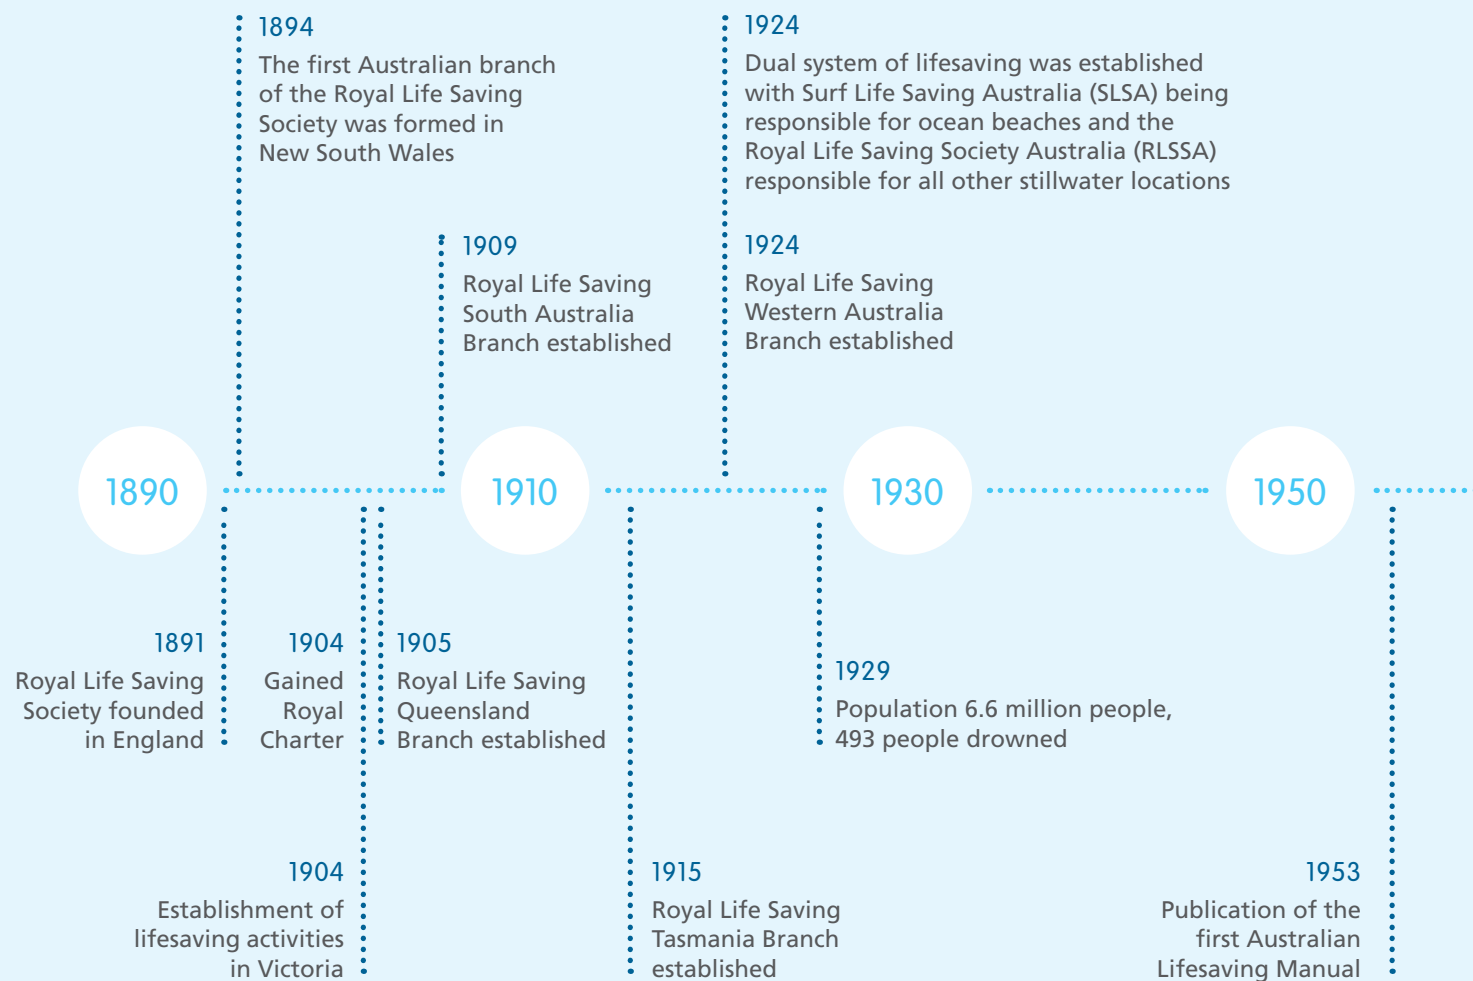 1894
The first Australian branch
of the Royal Life Saving
Society was formed in
New South Wales
1924
Dual system of lifesaving was established
with Surf Life Saving Australia (SLSA) being
responsible for ocean beaches and the
Royal Life Saving Society Australia (RLSSA)
responsible for all other stillwater locations
1909
Royal Life Saving
South Australia
Branch established
1924
Royal Life Saving
Western Australia
Branch established
1890
1910
1930
1950
1891
Royal Life Saving
Society founded
in England
1904
Gained
Royal
Charter
1905
Royal Life Saving
Queensland
Branch established
1929
Population 6.6 million people,
493 people drowned
1904
Establishment of
lifesaving activities
in Victoria
1915
Royal Life Saving
Tasmania Branch
established
1953
Publication of the
first Australian
Lifesaving Manual